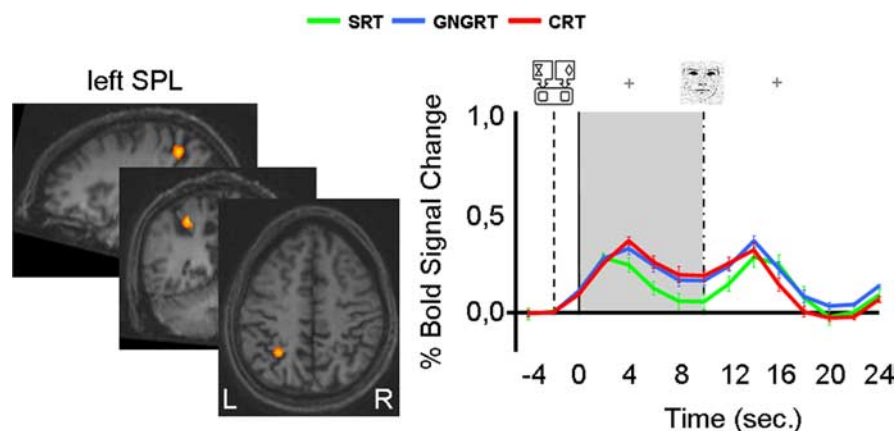 SRT GNGRT CRT
left SPL
L
R
% Bold Signal Change
1,0
0,5
0,0
-4 0 4 8 12 16 20 24
Time (sec.)